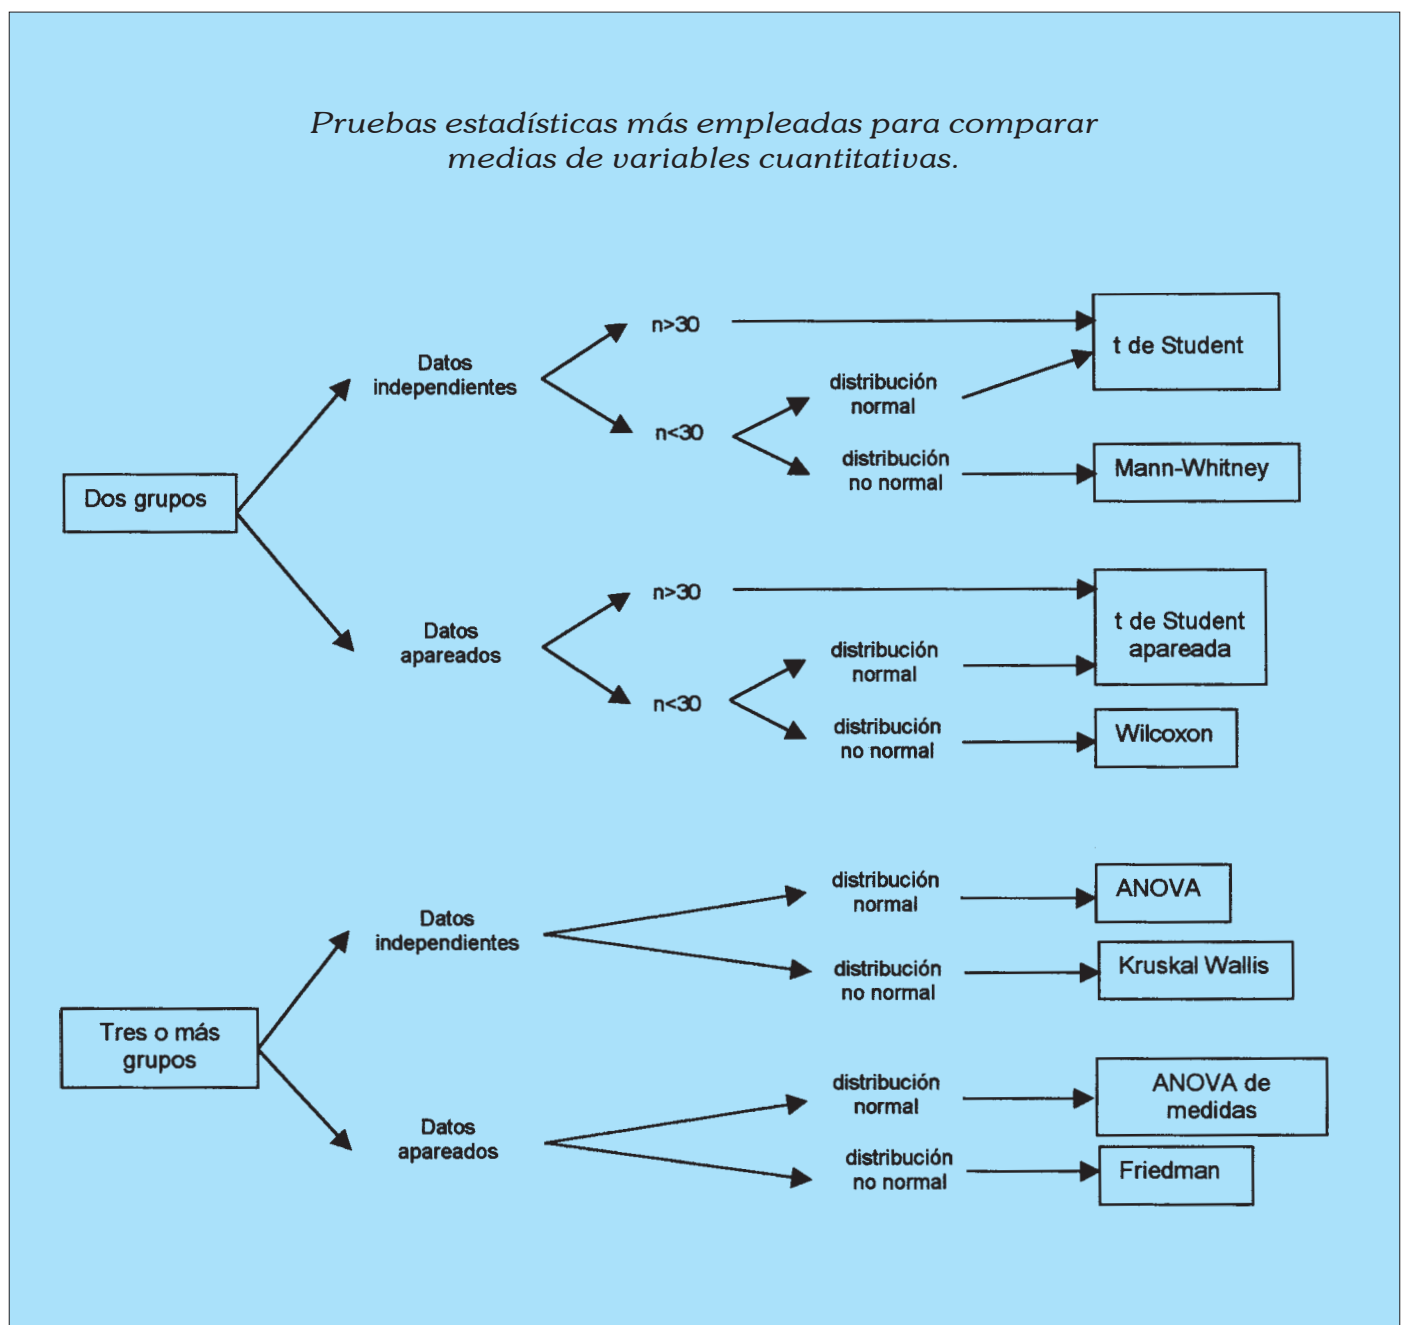 Pruebas estadísticas más empleadas para comparar
medias de variables cuantitativas.
Dos grupos
Datos
independientes
n>30
t de Student
n<30
distribución
normal
distribución
no normal
Mann-Whitney
Datos
apareados
n>30
t de Student
apareada
n<30
distribución
normal
distribución
no normal
Wilcoxon
Tres o más
grupos
Datos
independientes
distribución
normal
ANOVA
distribución
no normal
Kruskal Wallis
Datos
apareados
distribución
normal
ANOVA de
medidas
distribución
no normal
Friedman